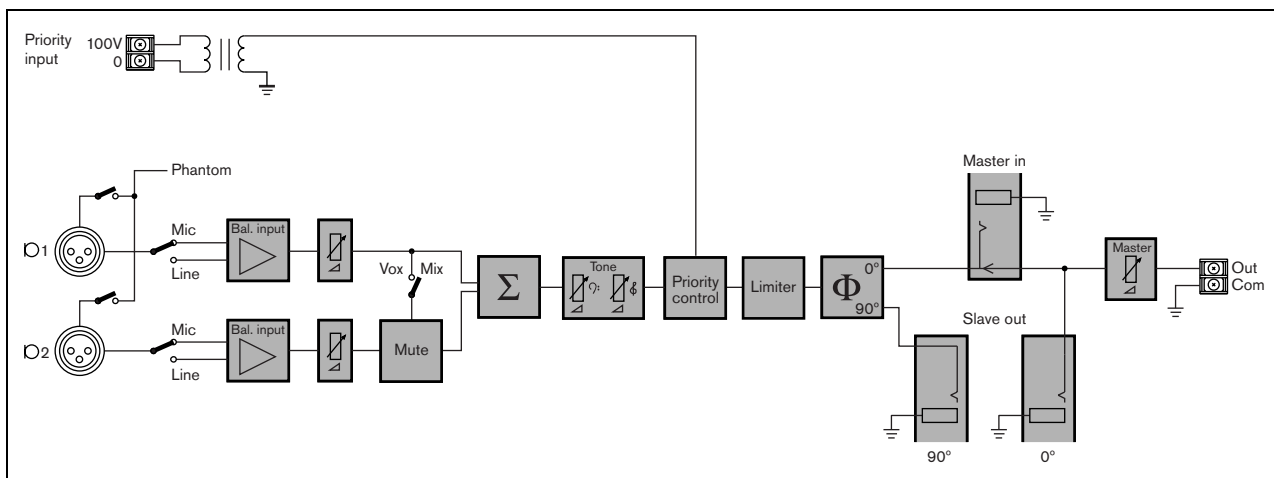 Priority input
100V
0
Phantom
1
Mic
Line
Bal. input
2
Mic
Line
Bal. input
Vox
Mix
Mute
Σ
Tone
Priority control
Limiter
Φ
0°
90°
Master in
Slave out
90°
0°
Master
Out
Com